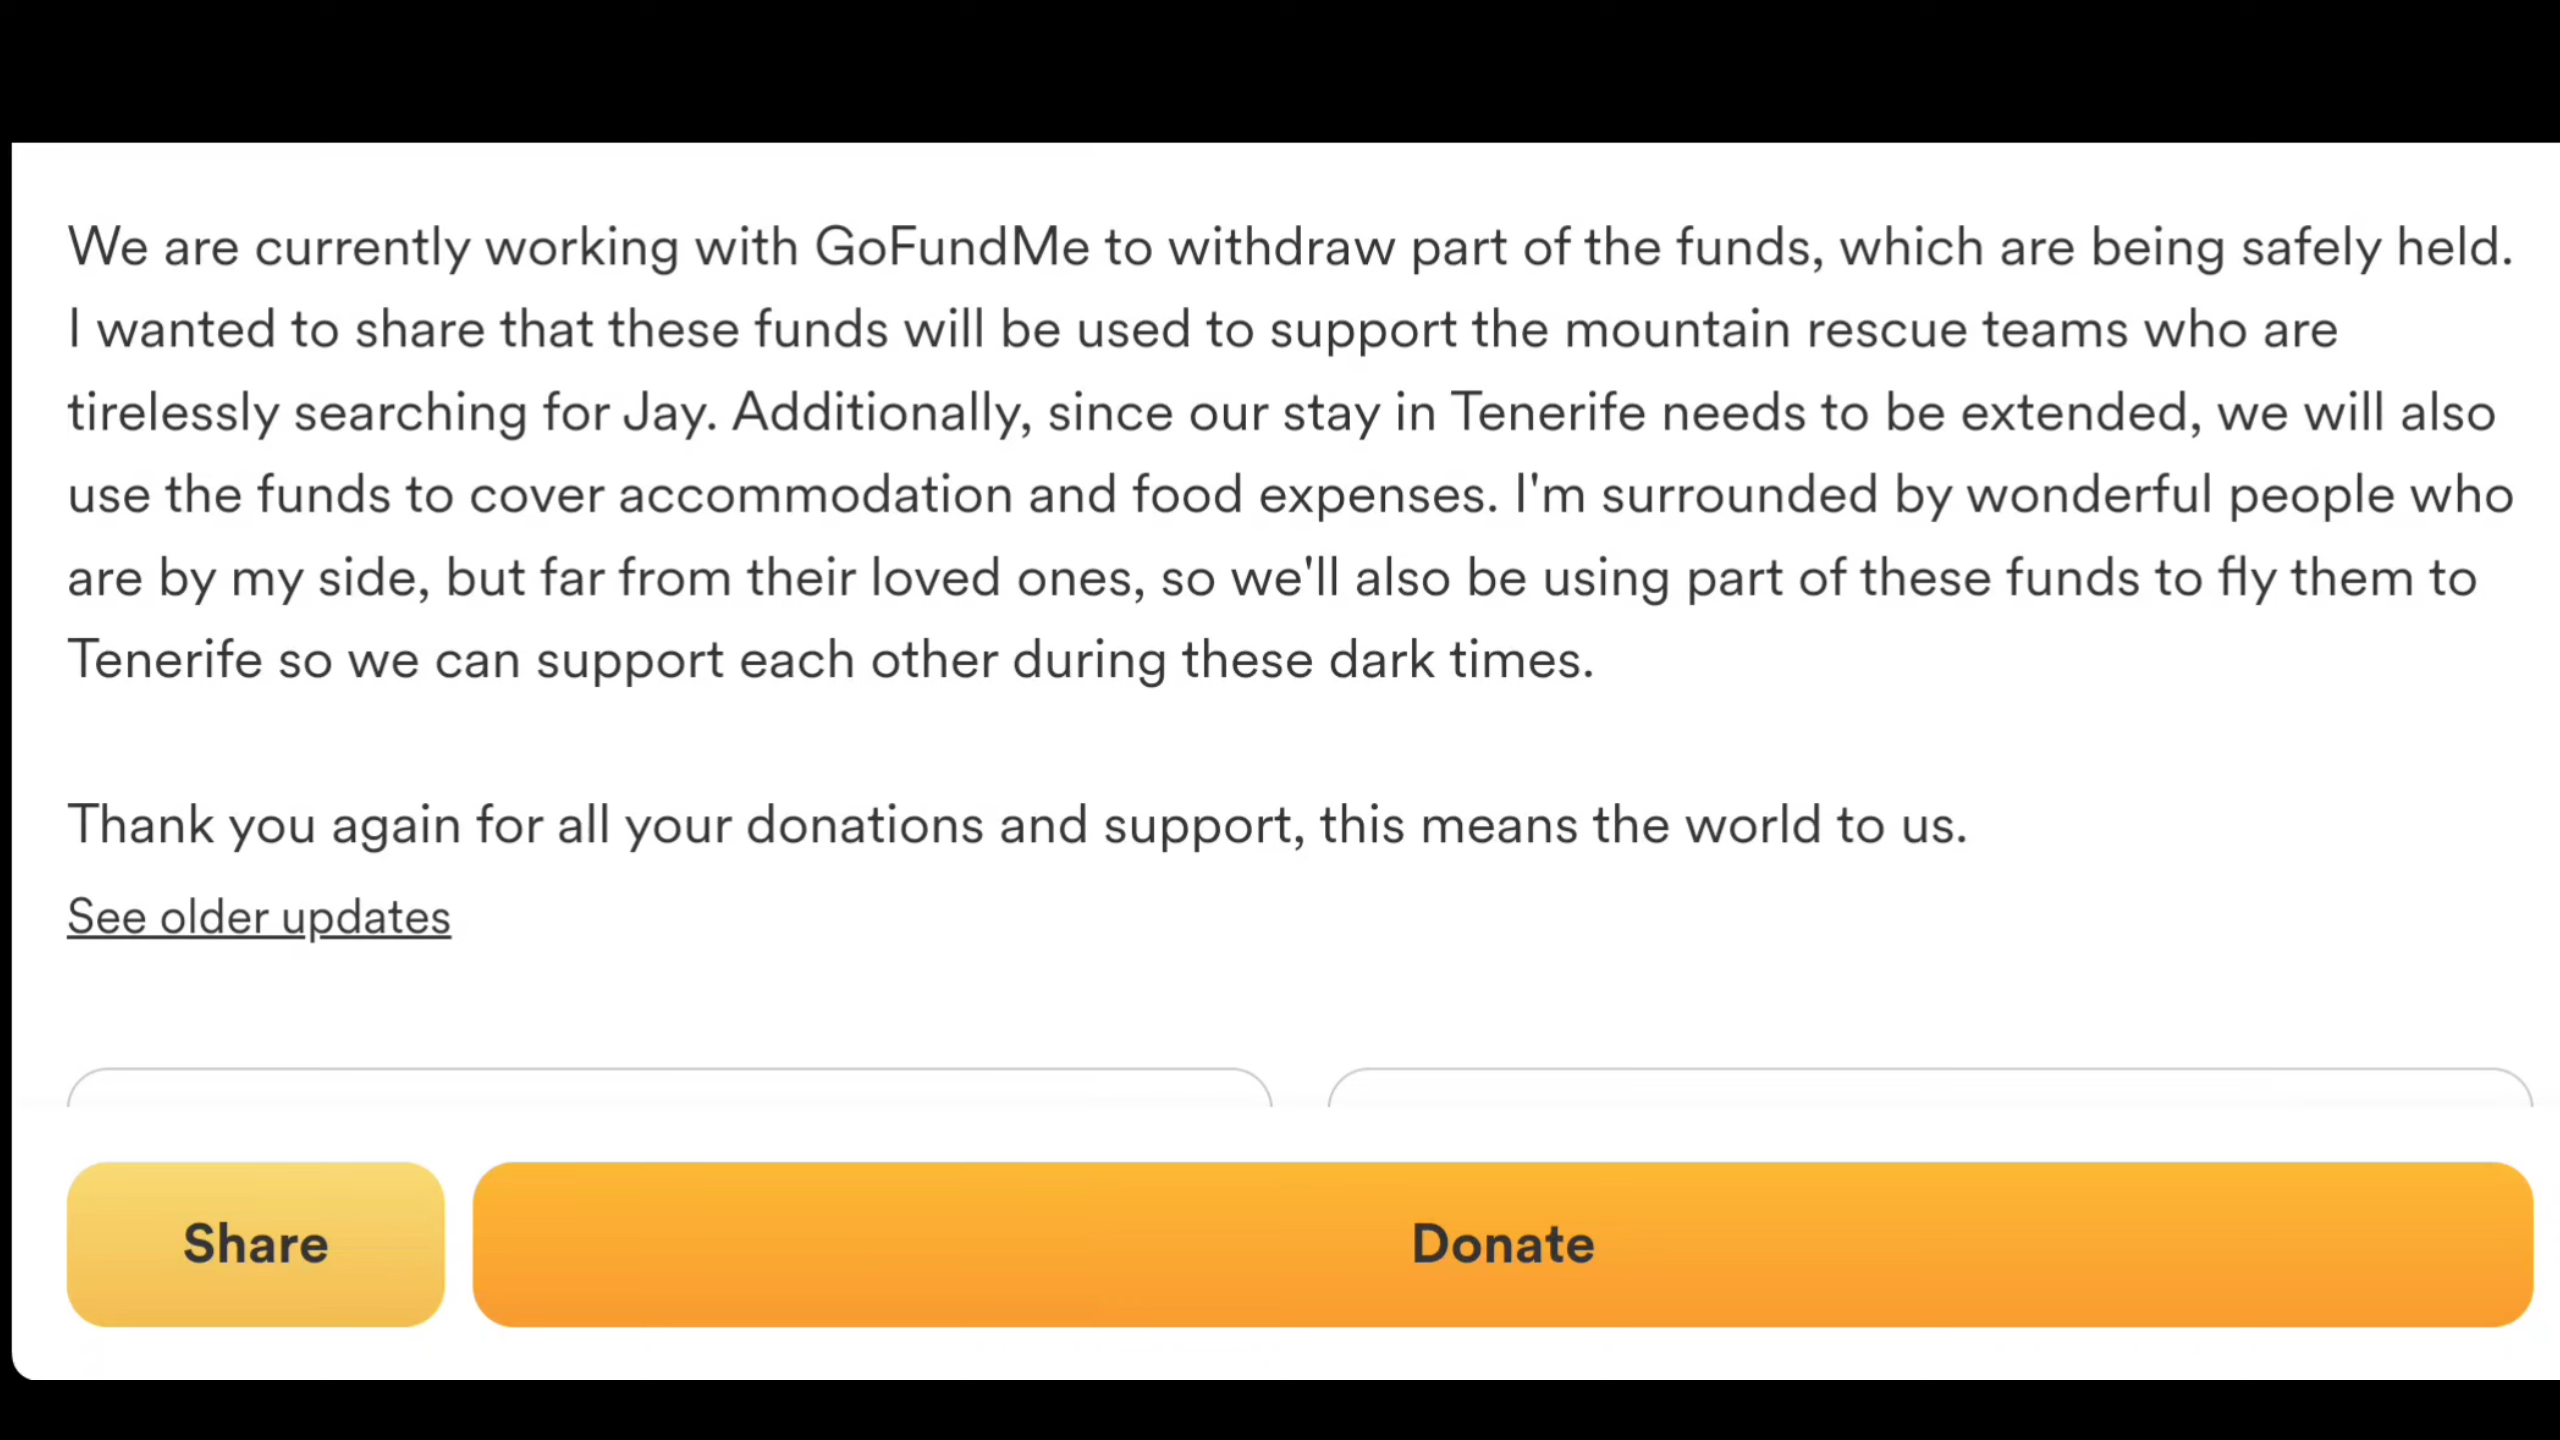 We are currently working with GoFundMe to withdraw part of the funds, which are being safely held.
I wanted to share that these funds will be used to support the mountain rescue teams who are
tirelessly searching for Jay. Additionally, since our stay in Tenerife needs to be extended, we will also
use the funds to cover accommodation and food expenses. I'm surrounded by wonderful people who
are by my side, but far from their loved ones, so we'll also be using part of these funds to fly them to
Tenerife so we can support each other during these dark times.
Thank you again for all your donations and support, this means the world to us.
See older updates
Share
Donate